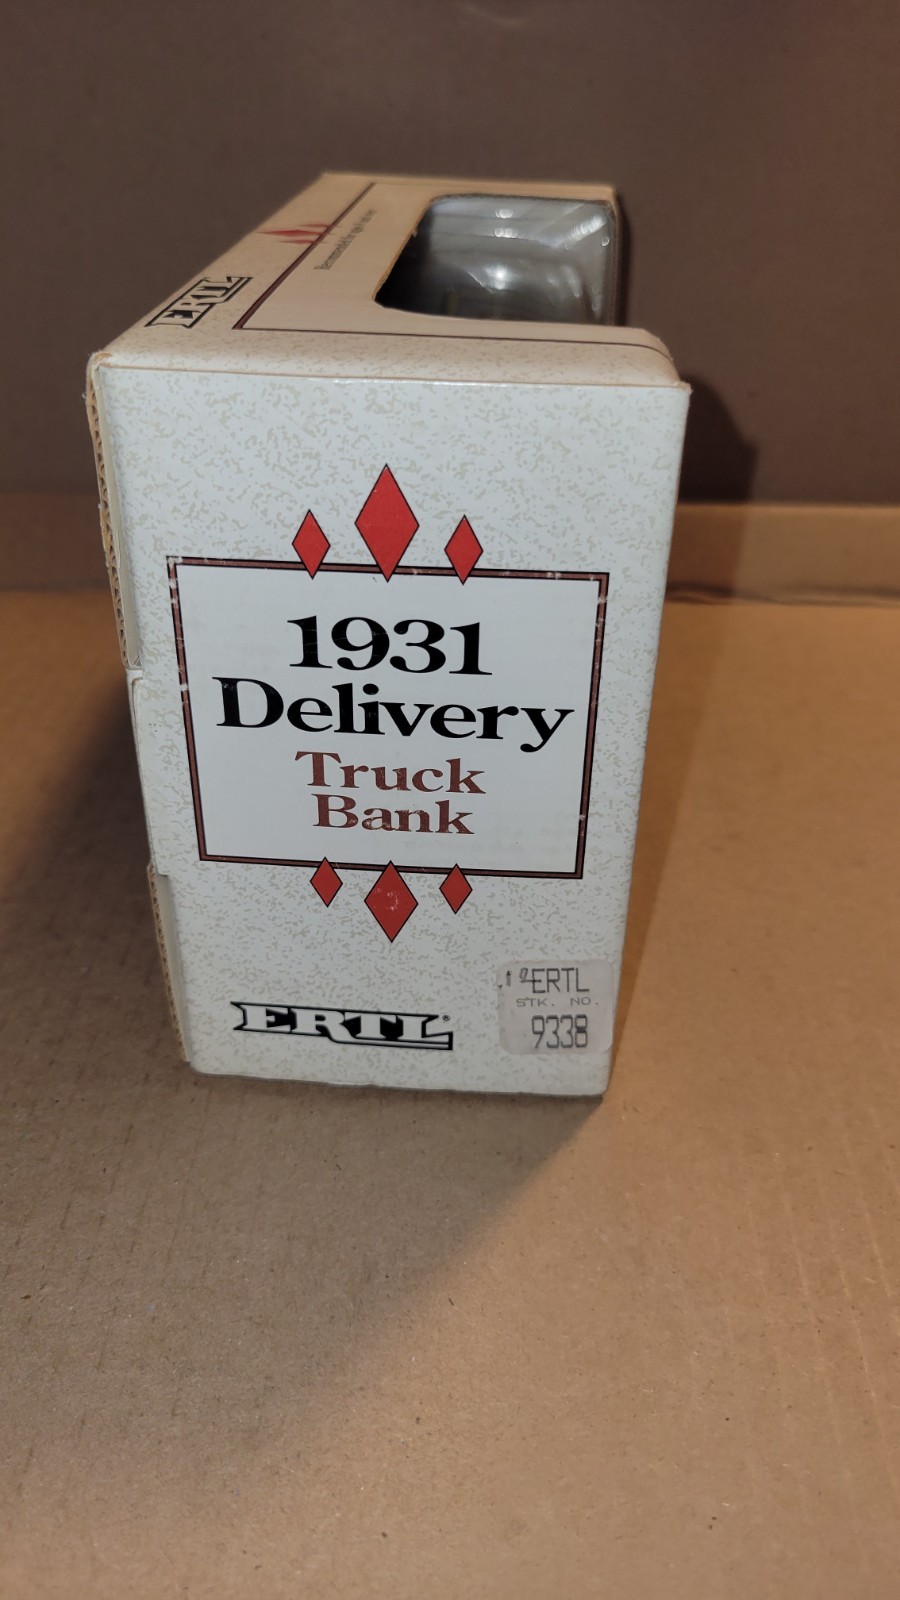 ERTL
1931
Delivery
Truck
Bank
ERTL®
ERTL
STK. NO.
9338